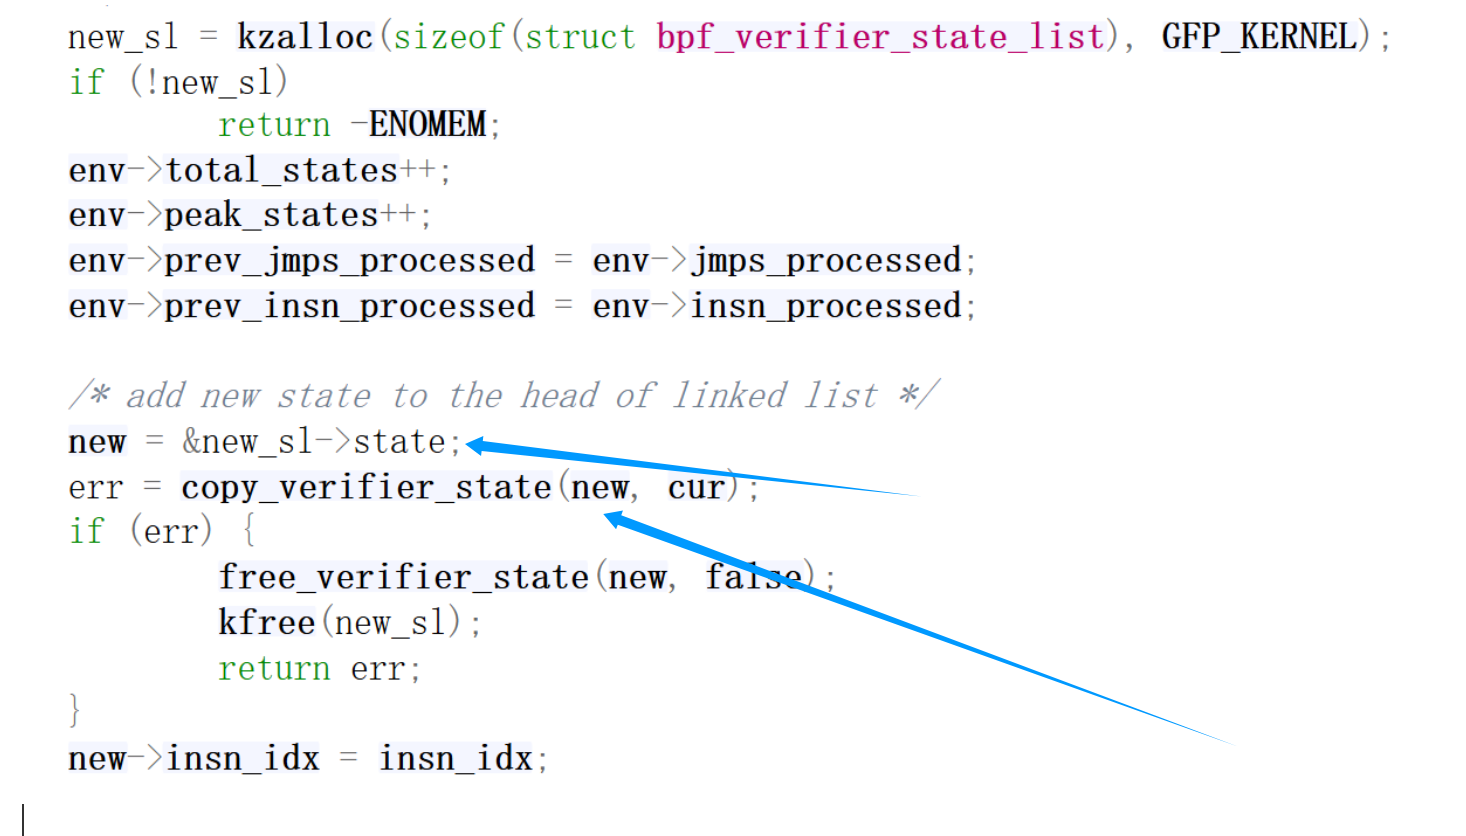 new_sl = kzalloc(sizeof(struct bpf_verifier_state_list), GFP_KERNEL);
if (!new_sl)
        return -ENOMEM;
env->total_states++;
env->peak_states++;
env->prev_jmps_processed = env->jmps_processed;
env->prev_insn_processed = env->insn_processed;

/* add new state to the head of linked list */
new = &new_sl->state;
err = copy_verifier_state(new, cur);
if (err) {
        free_verifier_state(new, false);
        kfree(new_sl);
        return err;
}
new->insn_idx = insn_idx;